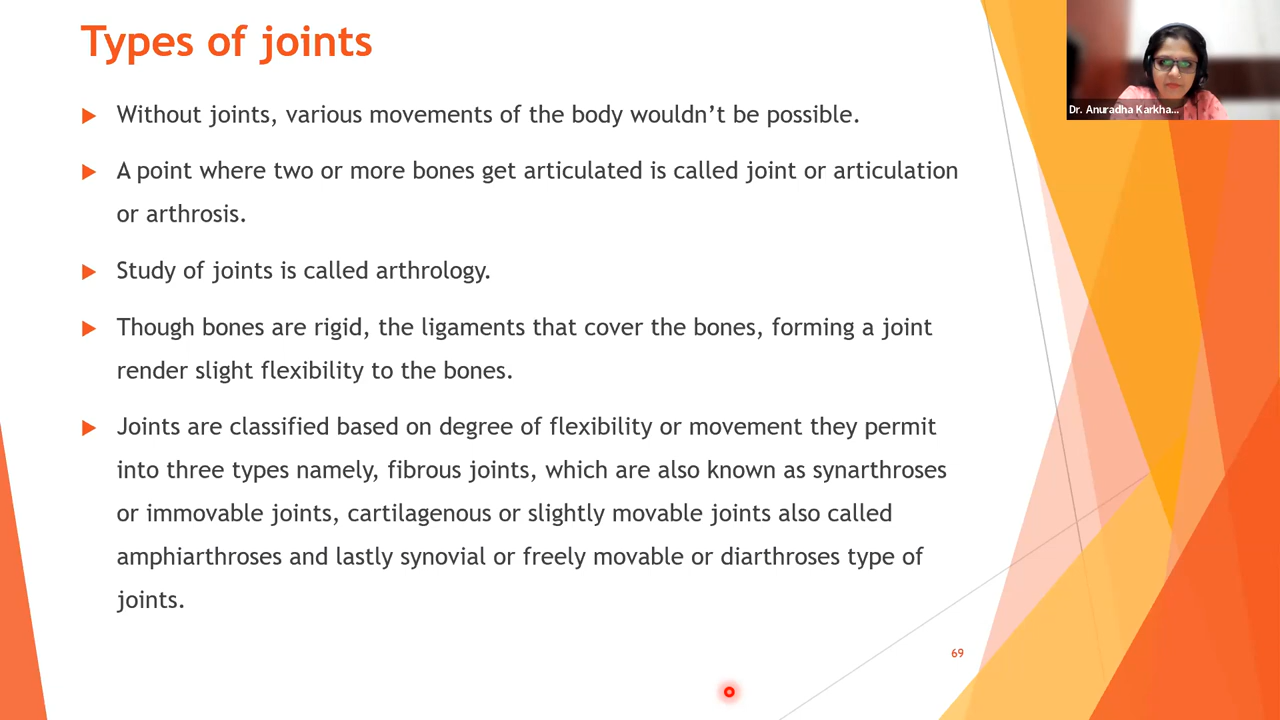 Types of joints
Without joints, various movements of the body wouldn’t be possible.
A point where two or more bones get articulated is called joint or articulation
or arthrosis.
Study of joints is called arthrology.
Though bones are rigid, the ligaments that cover the bones, forming a joint
render slight flexibility to the bones.
Joints are classified based on degree of flexibility or movement they permit
into three types namely, fibrous joints, which are also known as synarthroses
or immovable joints, cartilagenous or slightly movable joints also called
amphiarthroses and lastly synovial or freely movable or diarthroses type of
joints.
69
Dr. Anuradha Karkha...